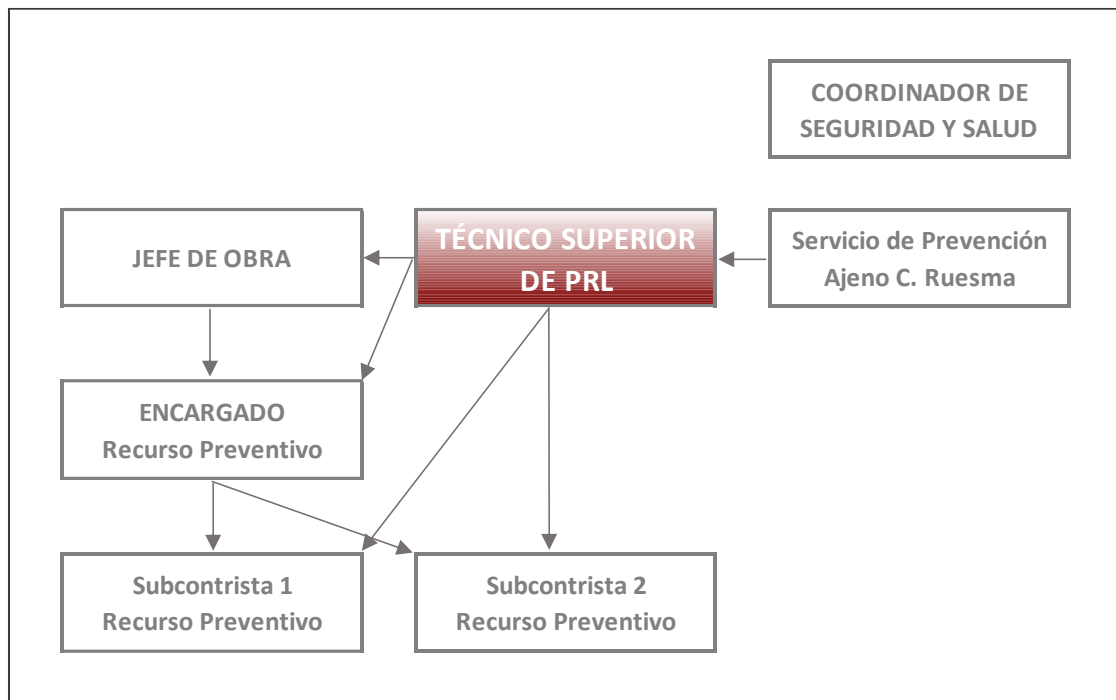 COORDINADOR DE
SEGURIDAD Y SALUD
JEFE DE OBRA
TÉCNICO SUPERIOR
DE PRL
Servicio de Prevención
Ajeno C. Ruesma
ENCARGADO
Recurso Preventivo
Subcontrista 1
Recurso Preventivo
Subcontrista 2
Recurso Preventivo